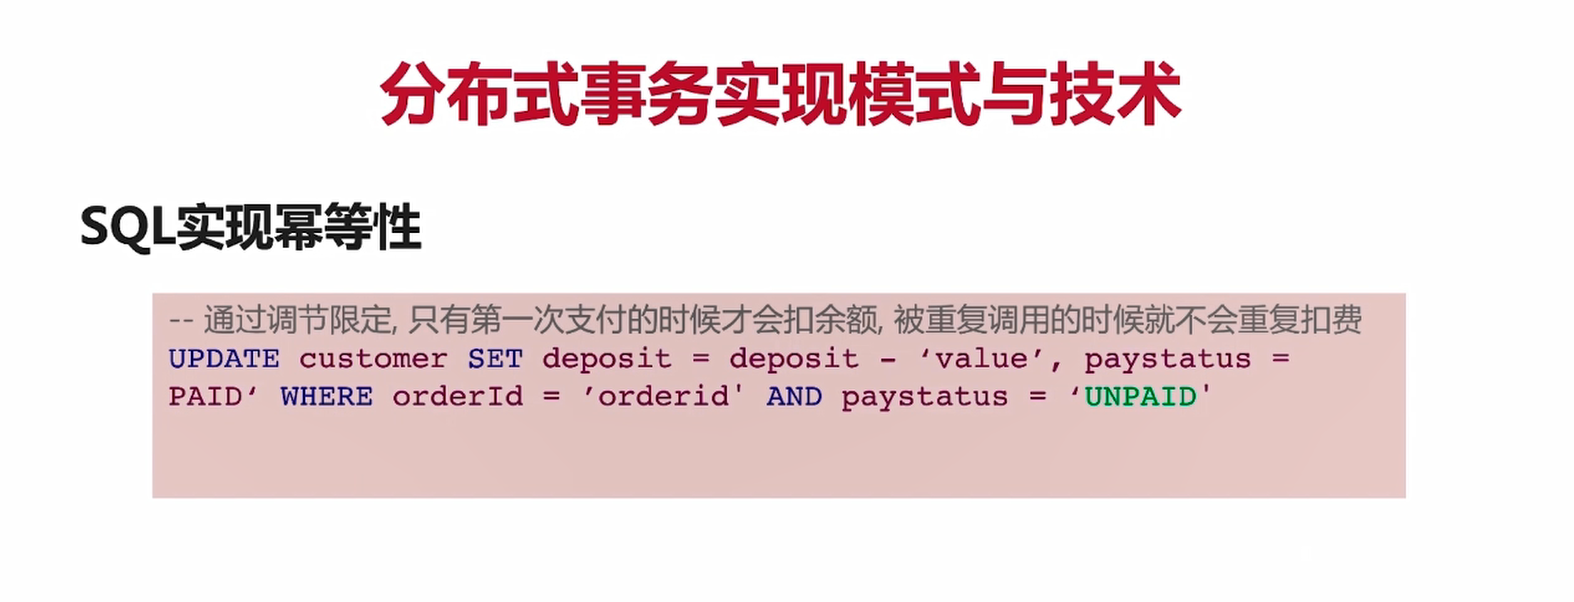 分布式事务实现模式与技术
SQL实现幂等性
-- 通过调节限定, 只有第一次支付的时候才会扣余额, 被重复调用的时候就不会重复扣费
UPDATE customer SET deposit = deposit – ‘value’, paystatus =
PAID‘ WHERE orderId = ’orderid' AND paystatus = ‘UNPAID'